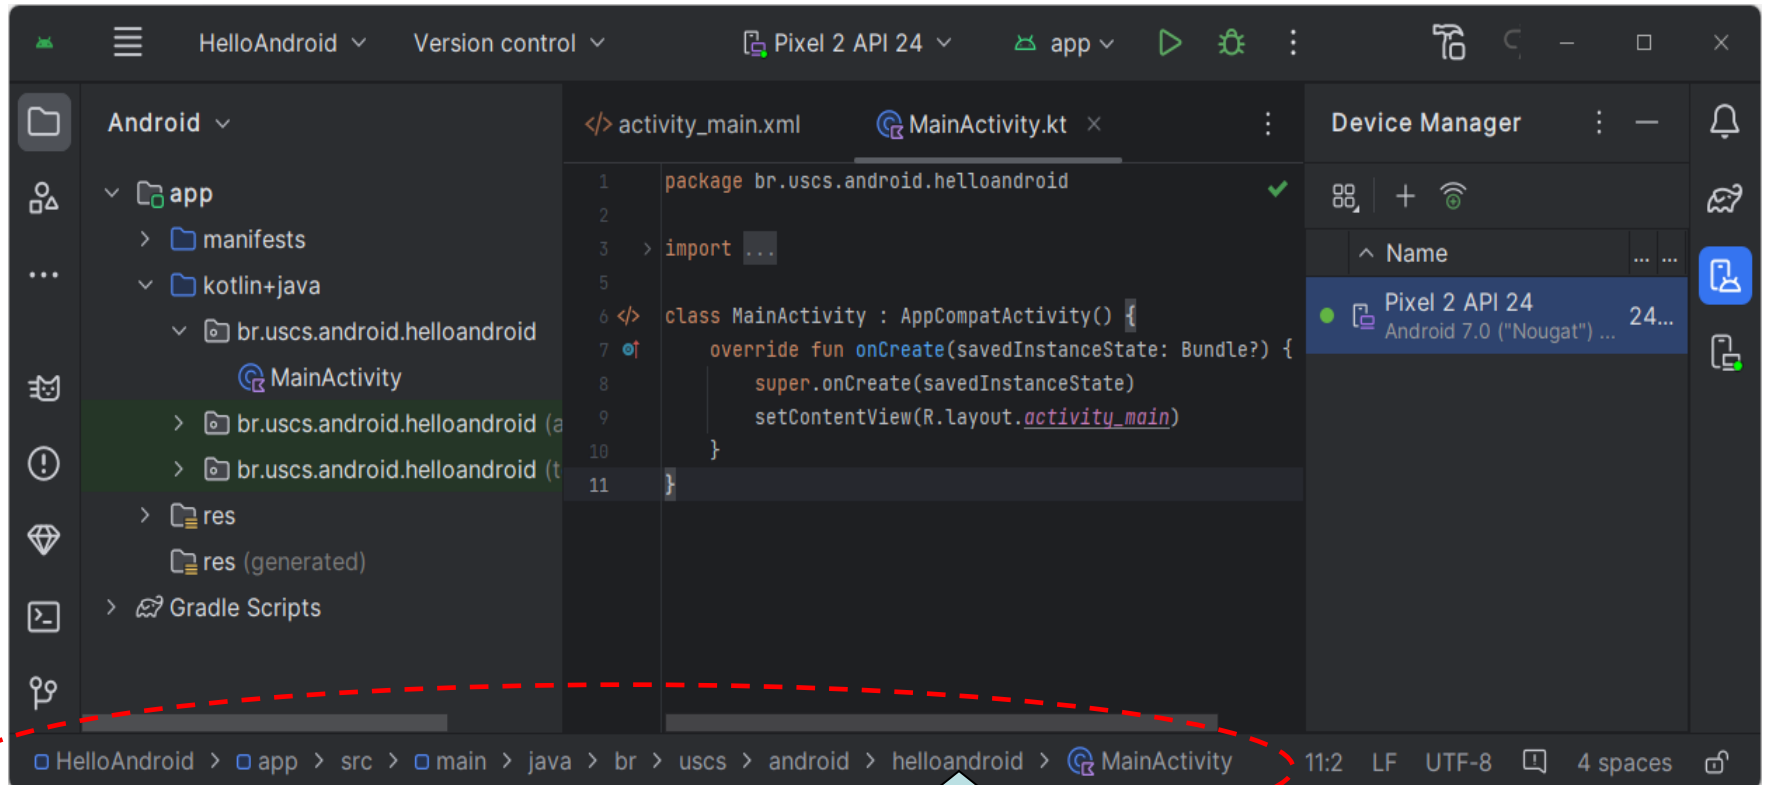 HelloAndroid Version control Pixel 2 API 24 app
Android
app
manifests
kotlin+java
br.uscs.android.helloandroid
MainActivity
br.uscs.android.helloandroid (a
br.uscs.android.helloandroid (t
res
res (generated)
Gradle Scripts
activity_main.xml MainActivity.kt
1 package br.uscs.android.helloandroid
2
3 import ...
5
6 </> class MainActivity : AppCompatActivity() {
7 override fun onCreate(savedInstanceState: Bundle?) {
8 super.onCreate(savedInstanceState)
9 setContentView(R.layout.activity_main)
10 }
11 }
Device Manager
Name ... ...
Pixel 2 API 24 24...
Android 7.0 ("Nougat") ...
HelloAndroid > app > src > main > java > br > uscs > android > helloandroid > MainActivity 11:2 LF UTF-8 4 spaces